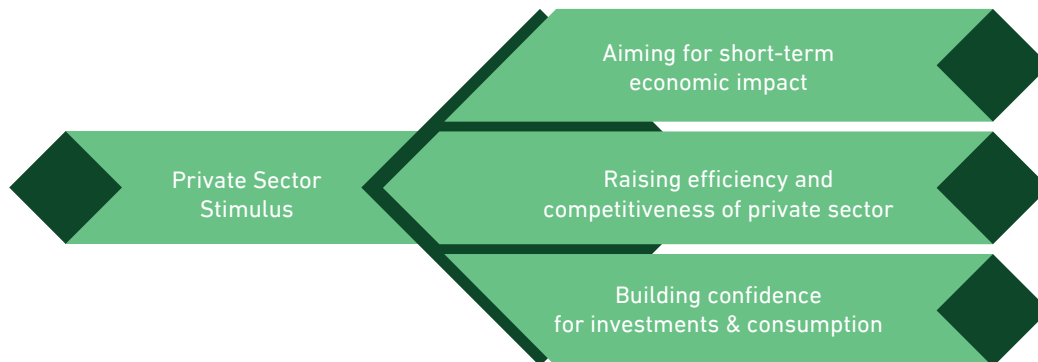 Private Sector
Stimulus
Aiming for short-term
economic impact
Raising efficiency and
competitiveness of private sector
Building confidence
for investments & consumption